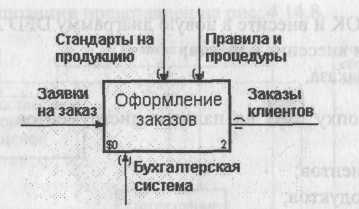 Стандарты на
продукцию
Правила и
процедуры
Заявки
на заказ
Оформление
заказов
Заказы
клиентов
$0
2
Бухгалтерская
система